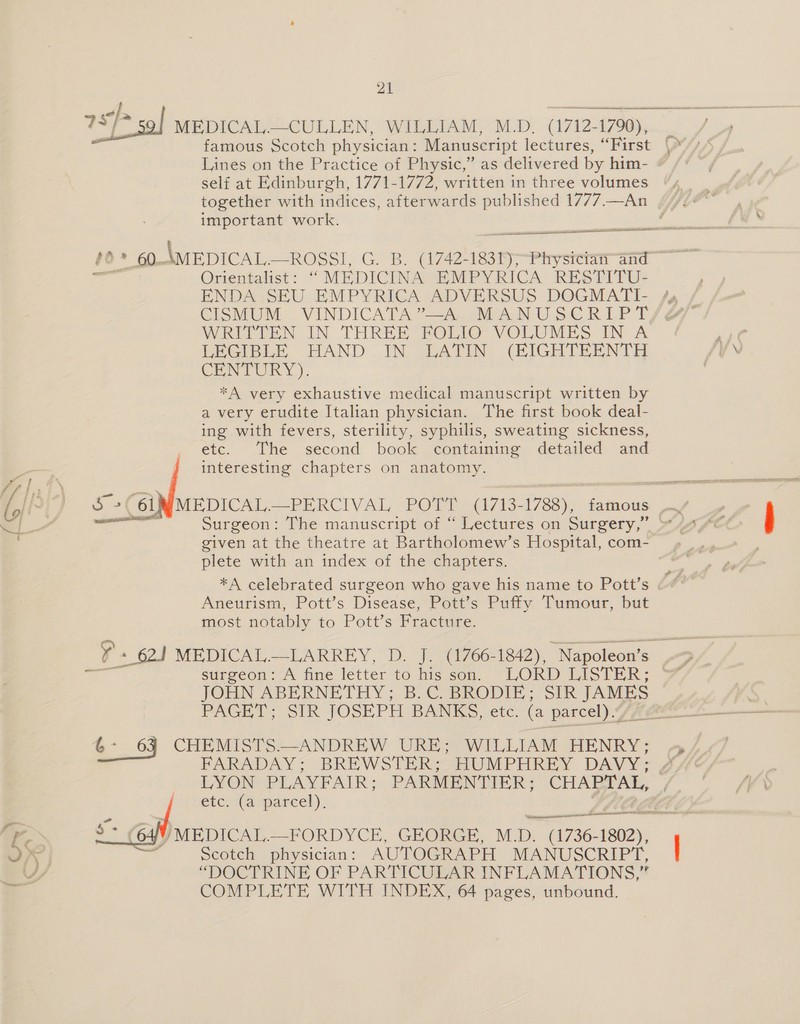 21
59 MEDICAL.—CULLEN, WILLIAM, M.D. (1712-1790),
famous Scotch physician: Manuscript lectures, “First
Lines on the Practice of Physic,” as delivered by him-
self at Edinburgh, 1771-1772, written in three volumes
together with indices, afterwards published 1777.—An
important work.
60 MEDICAL.—ROSSI, G. B. (1742-1831), Physician and
Orientalist: “ MEDICINA EMPYRICA RESTITU-
ENDA SEU EMPYRICA ADVERSUS DOGMATI-
CISMUM VINDICATA”—A MANUSCRIPT
WRITTEN IN THREE FOLIO VOLUMES IN A
LEGIBLE HAND IN LATIN (EIGHTEENTH
CENTURY).
*A very exhaustive medical manuscript written by
a very erudite Italian physician. The first book deal-
ing with fevers, sterility, syphilis, sweating sickness,
etc. The second book containing detailed and
interesting chapters on anatomy.
61 MEDICAL.—PERCIVAL POTT (1713-1788), famous
Surgeon: The manuscript of “ Lectures on Surgery,”
given at the theatre at Bartholomew’s Hospital, com-
plete with an index of the chapters.
*A celebrated surgeon who gave his name to Pott’s
Aneurism, Pott’s Disease, Pott’s Puffy Tumour, but
most notably to Pott’s Fracture.
62 MEDICAL.—LARREY, D. J. (1766-1842), Napoleon’s
surgeon: A fine letter to his son. LORD LISTER;
JOHN ABERNETHY; B. C. BRODIE; SIR JAMES
PAGET; SIR JOSEPH BANKS, etc. (a parcel).
63 CHEMISTS.—ANDREW URE; WILLIAM HENRY;
FARADAY; BREWSTER; HUMPHREY DAVY;
LYON PLAYFAIR; PARMENTIER; CHAPTAL,
etc. (a parcel).
64 MEDICAL.—FORDYCE, GEORGE, M.D. (1736-1802),
Scotch physician: AUTOGRAPH MANUSCRIPT,
“DOCTRINE OF PARTICULAR INFLAMATIONS,”
COMPLETE WITH INDEX, 64 pages, unbound.